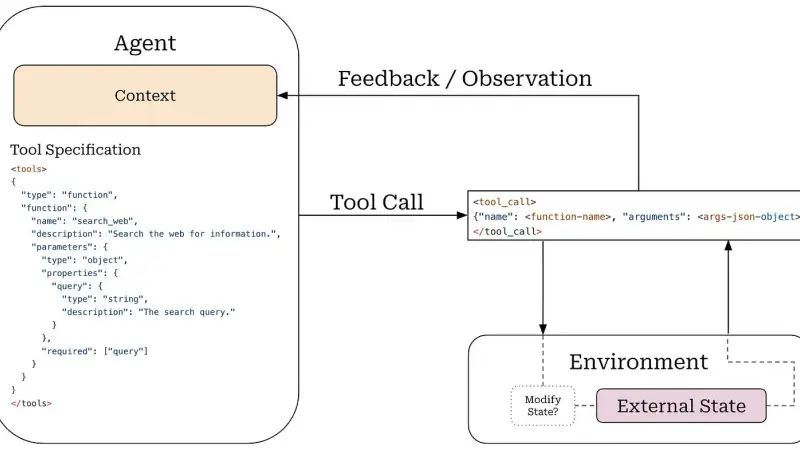 Agent
Context
Tool Specification
<tools>
{
  "type": "function",
  "function": {
    "name": "search_web",
    "description": "Search the web for information.",
    "parameters": {
      "type": "object",
      "properties": {
        "query": {
          "type": "string",
          "description": "The search query."
        }
      },
      "required": ["query"]
    }
  }
}
</tools>
Feedback / Observation
Tool Call
<tool_call>
{"name": <function-name>, "arguments": <args-json-object>
</tool_call>
Environment
Modify
State?
External State